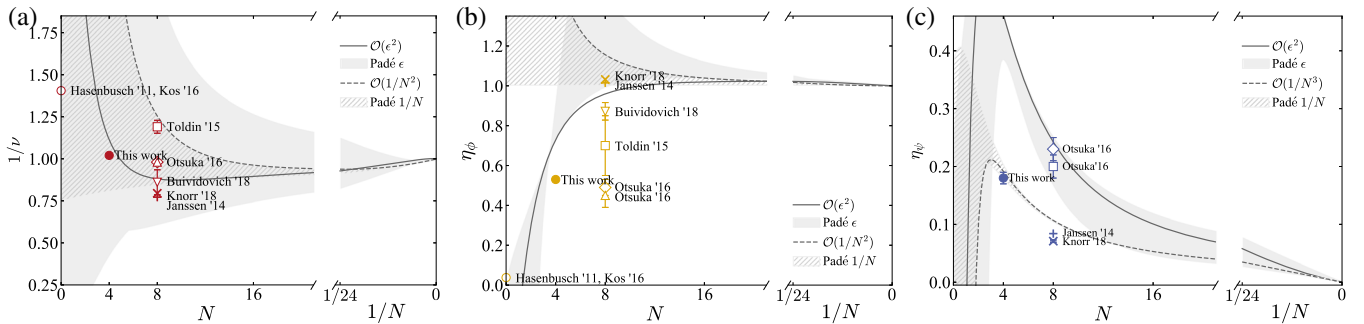 (a)
1.75
1.50
1.25
1.00
0.75
0.50
0.25
1/ν
O(ϵ²)
Padé ϵ
O(1/N²)
Padé 1/N
Hasenbusch '11, Kos '16
Toldin '15
This work
Otsuka '16
Buividovich '18
Knorr '18
Janssen '14
0 4 8 16 1/24 0
N 1/N
(b)
1.2
1.0
0.8
0.6
0.4
0.2
0.0
η_ϕ
Knorr '18
Janssen '14
Buividovich '18
Toldin '15
This work
Otsuka '16
Otsuka '16
Hasenbusch '11, Kos '16
O(ϵ²)
Padé ϵ
O(1/N²)
Padé 1/N
0 4 8 16 1/24 0
N 1/N
(c)
0.4
0.3
0.2
0.1
0.0
η_ψ
O(ϵ²)
Padé ϵ
O(1/N³)
Padé 1/N
Otsuka '16
Otsuka'16
This work
Janssen '14
Knorr '18
0 4 8 16 1/24 0
N 1/N